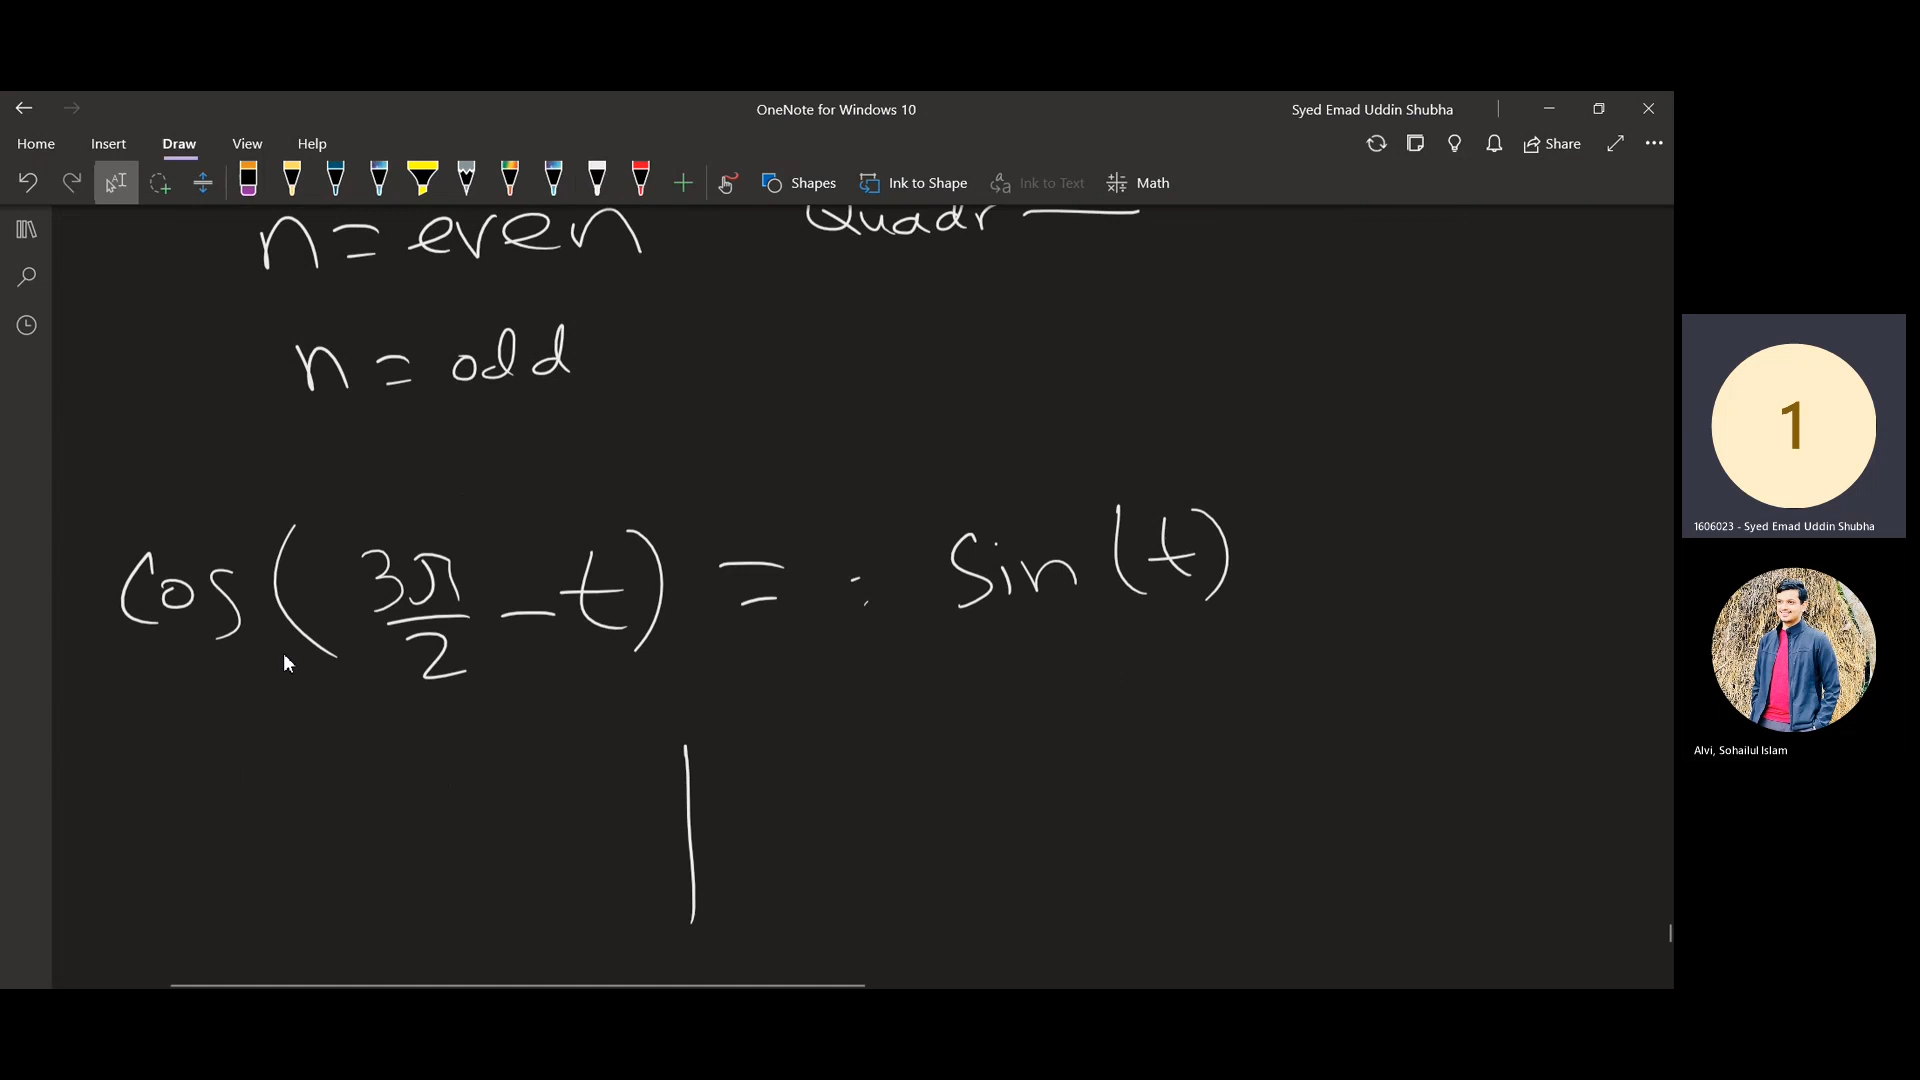 OneNote for Windows 10
Syed Emad Uddin Shubha
Home Insert Draw View Help
Share
Shapes Ink to Shape Ink to Text Math
n = even
Quadr
n = odd
Cos(3π/2 - t) = : Sin(t)
1
1606023 - Syed Emad Uddin Shubha
Alvi, Sohailul Islam